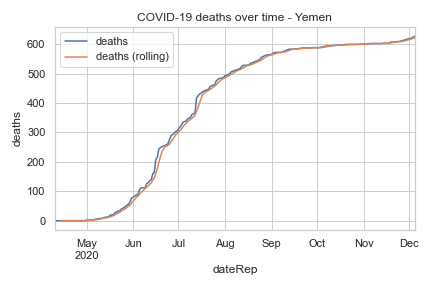 COVID-19 deaths over time - Yemen
deaths
deaths (rolling)
600
500
400
300
200
100
0
deaths
May
2020
Jun
Jul
Aug
Sep
Oct
Nov
Dec
dateRep